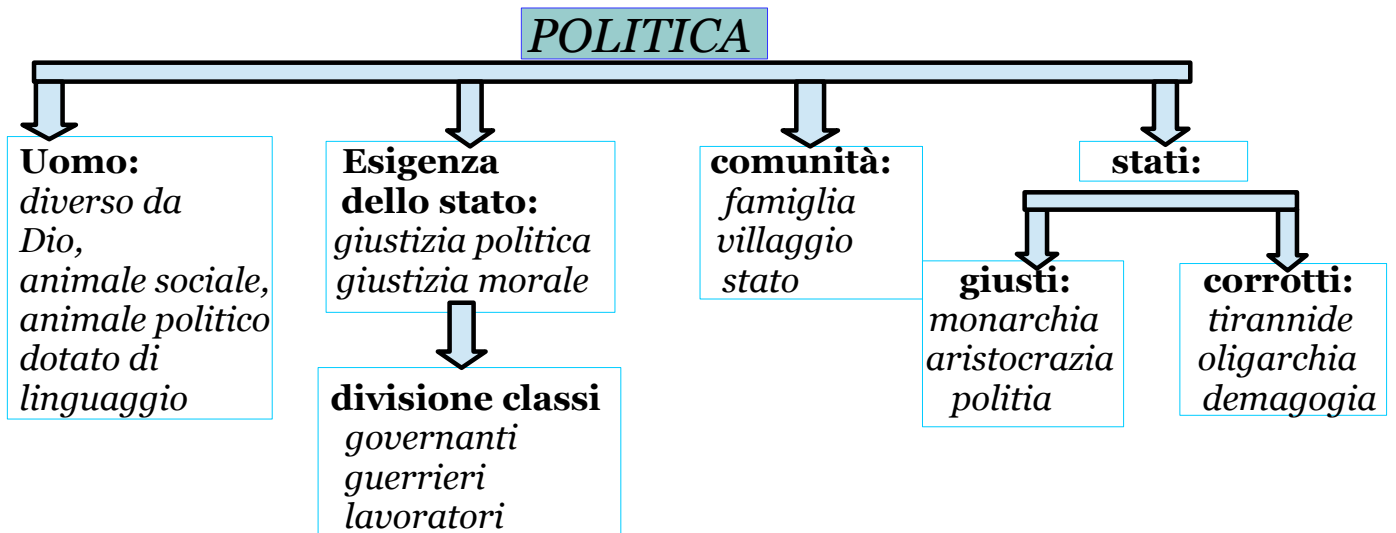 POLITICA
Uomo:
diverso da
Dio,
animale sociale,
animale politico
dotato di
linguaggio
Esigenza
dello stato:
giustizia politica
giustizia morale
divisione classi
governanti
guerrieri
lavoratori
comunità:
famiglia
villaggio
stato
stati:
giusti:
monarchia
aristocrazia
politia
corrotti:
tirannide
oligarchia
demagogia